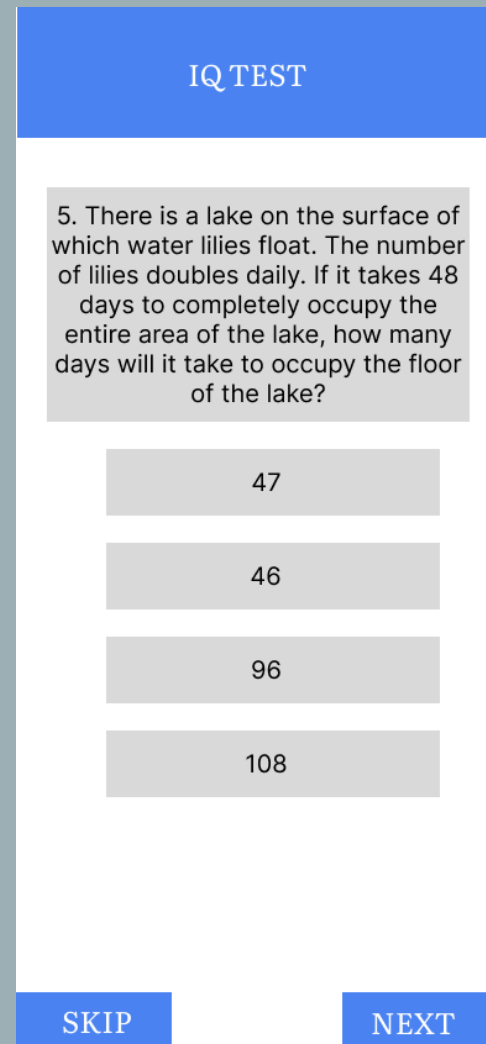 IQ TEST
5. There is a lake on the surface of
which water lilies float. The number
of lilies doubles daily. If it takes 48
days to completely occupy the
entire area of the lake, how many
days will it take to occupy the floor
of the lake?
47
46
96
108
SKIP
NEXT